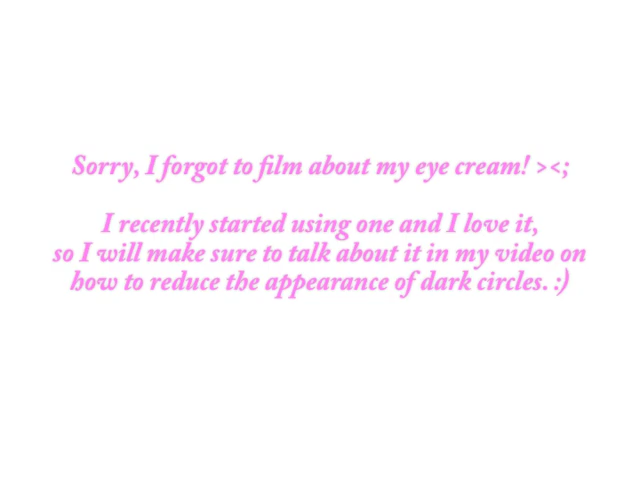 Sorry, I forgot to film about my eye cream! ><;
I recently started using one and I love it,
so I will make sure to talk about it in my video on
how to reduce the appearance of dark circles. :)